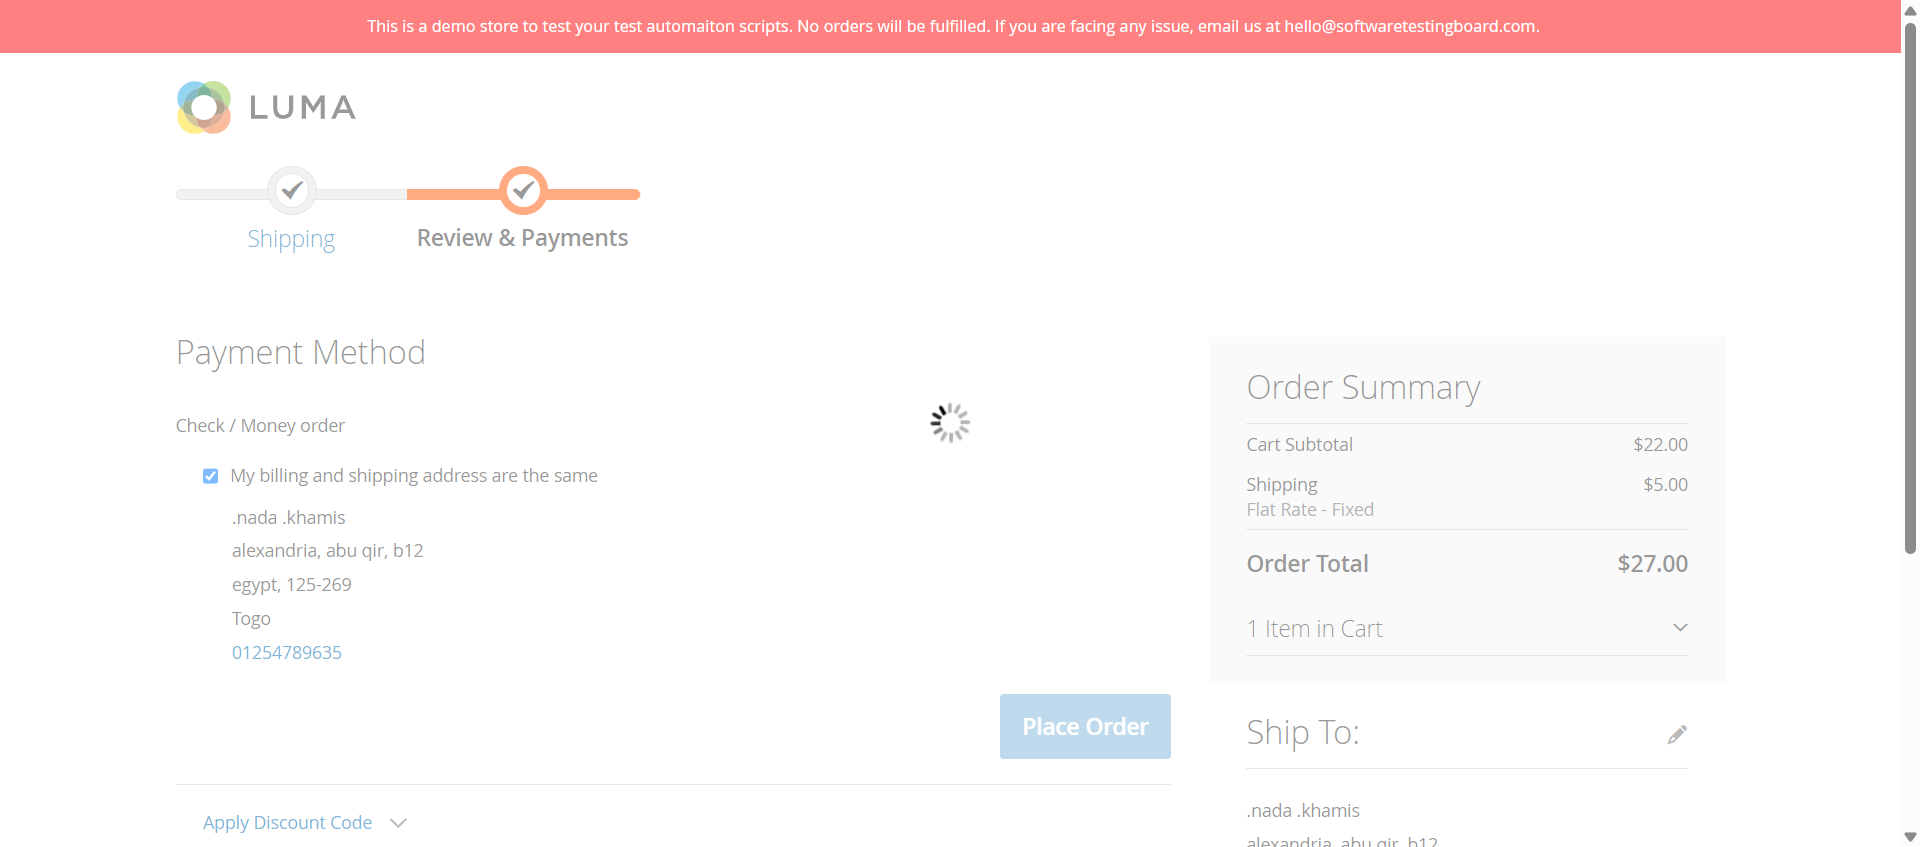 This is a demo store to test your test automaiton scripts. No orders will be fulfilled. If you are facing any issue, email us at hello@softwaretestingboard.com.
LUMA
Shipping
Review & Payments
Payment Method
Check / Money order
My billing and shipping address are the same
.nada .khamis
alexandria, abu qir, b12
egypt, 125-269
Togo
01254789635
Place Order
Apply Discount Code
Order Summary
Cart Subtotal $22.00
Shipping $5.00
Flat Rate - Fixed
Order Total $27.00
1 Item in Cart
Ship To:
.nada .khamis
alexandria, abu qir, b12